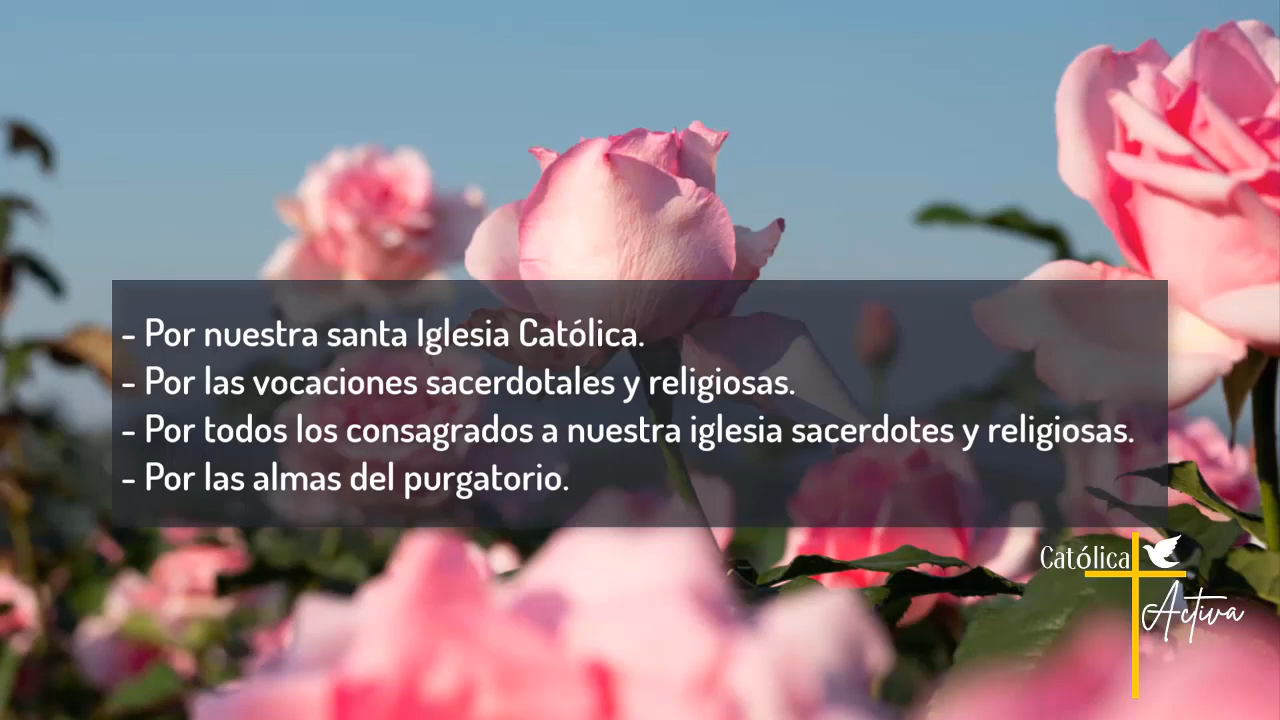 - Por nuestra santa Iglesia Católica.
- Por las vocaciones sacerdotales y religiosas.
- Por todos los consagrados a nuestra iglesia sacerdotes y religiosas.
- Por las almas del purgatorio.
Católica
Activa